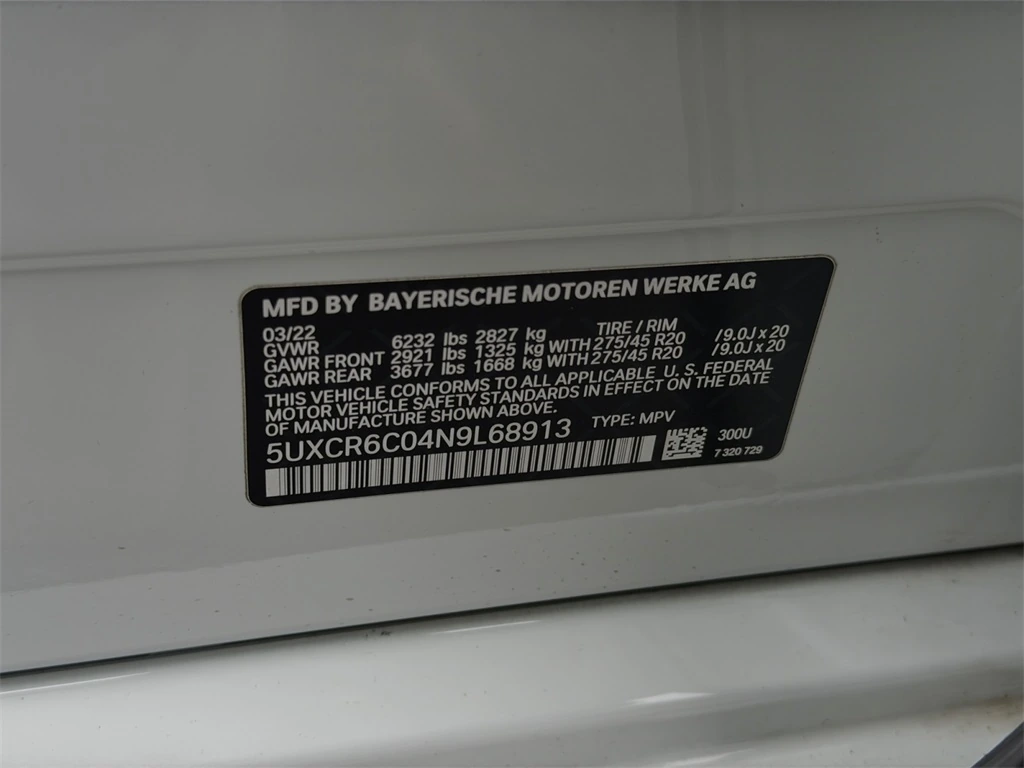 MFD BY BAYERISCHE MOTOREN WERKE AG
03/22 TIRE / RIM
GVWR 6232 lbs 2827 kg
GAWR FRONT 2921 lbs 1325 kg WITH 275/45 R20 / 9.0J x 20
GAWR REAR 3677 lbs 1668 kg WITH 275/45 R20 / 9.0J x 20
THIS VEHICLE CONFORMS TO ALL APPLICABLE U. S. FEDERAL
MOTOR VEHICLE SAFETY STANDARDS IN EFFECT ON THE DATE
OF MANUFACTURE SHOWN ABOVE.
5UXCR6C04N9L68913 TYPE: MPV
300U
7 320 729